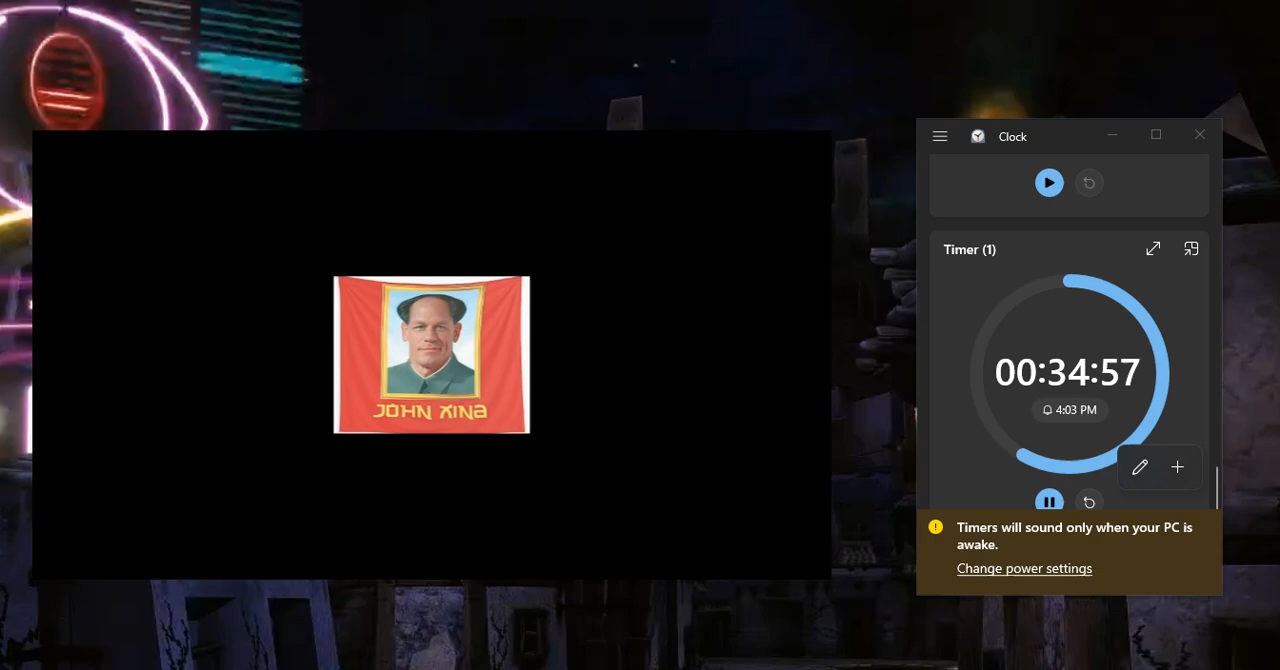 JOHN XINA
Clock
Timer (1)
00:34:57
4:03 PM
Timers will sound only when your PC is
awake.
Change power settings